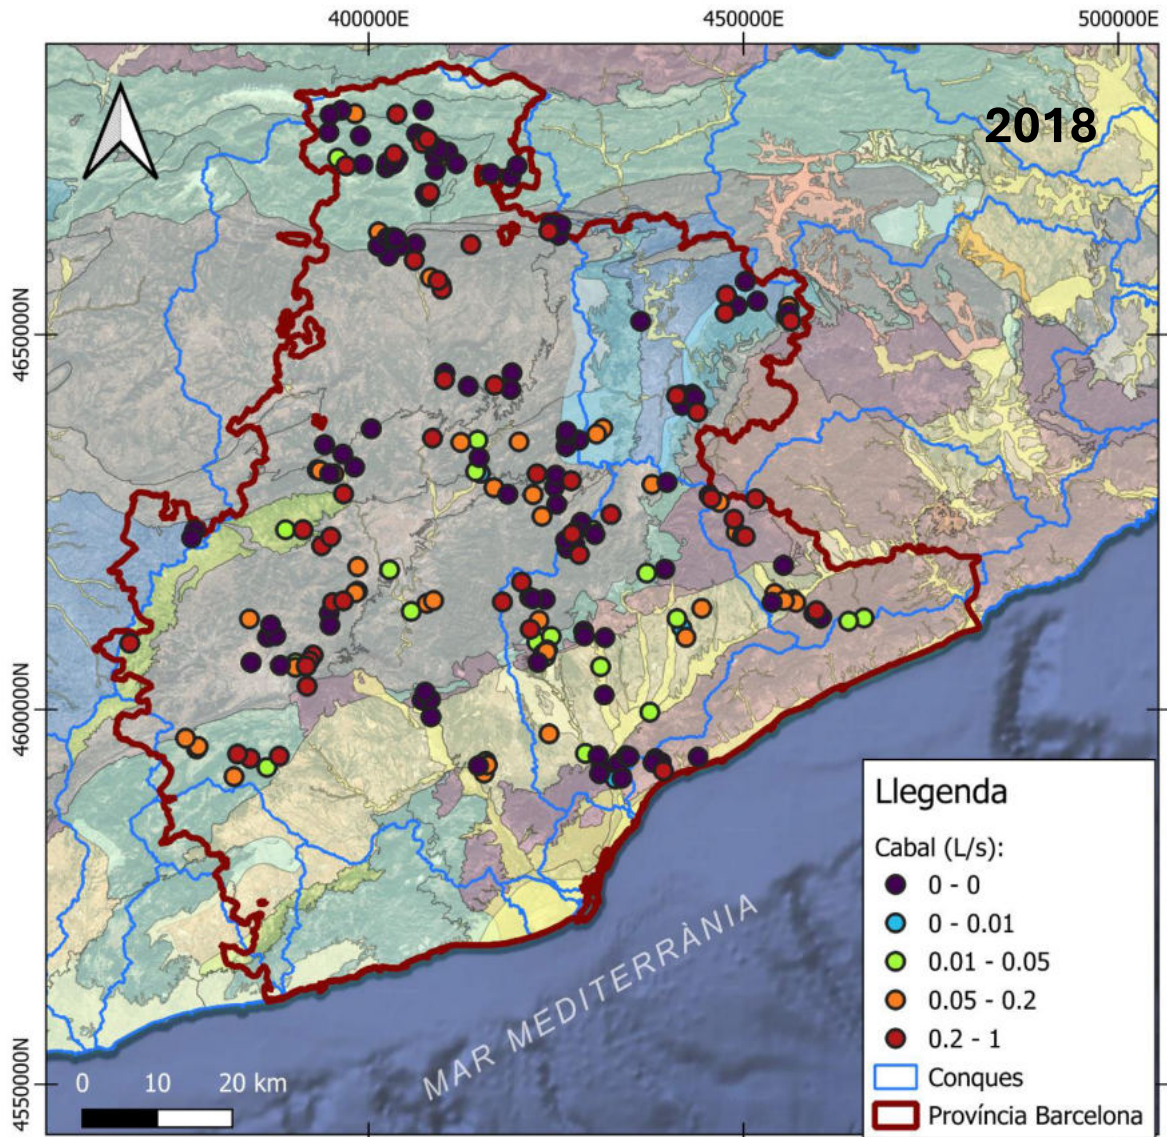 400000E
450000E
500000E
2018
4650000N
4600000N
4550000N
MAR MEDITERRÀNIA
0
10
20 km
Llegenda
Cabal (L/s):
0 - 0
0 - 0.01
0.01 - 0.05
0.05 - 0.2
0.2 - 1
Conques
Província Barcelona